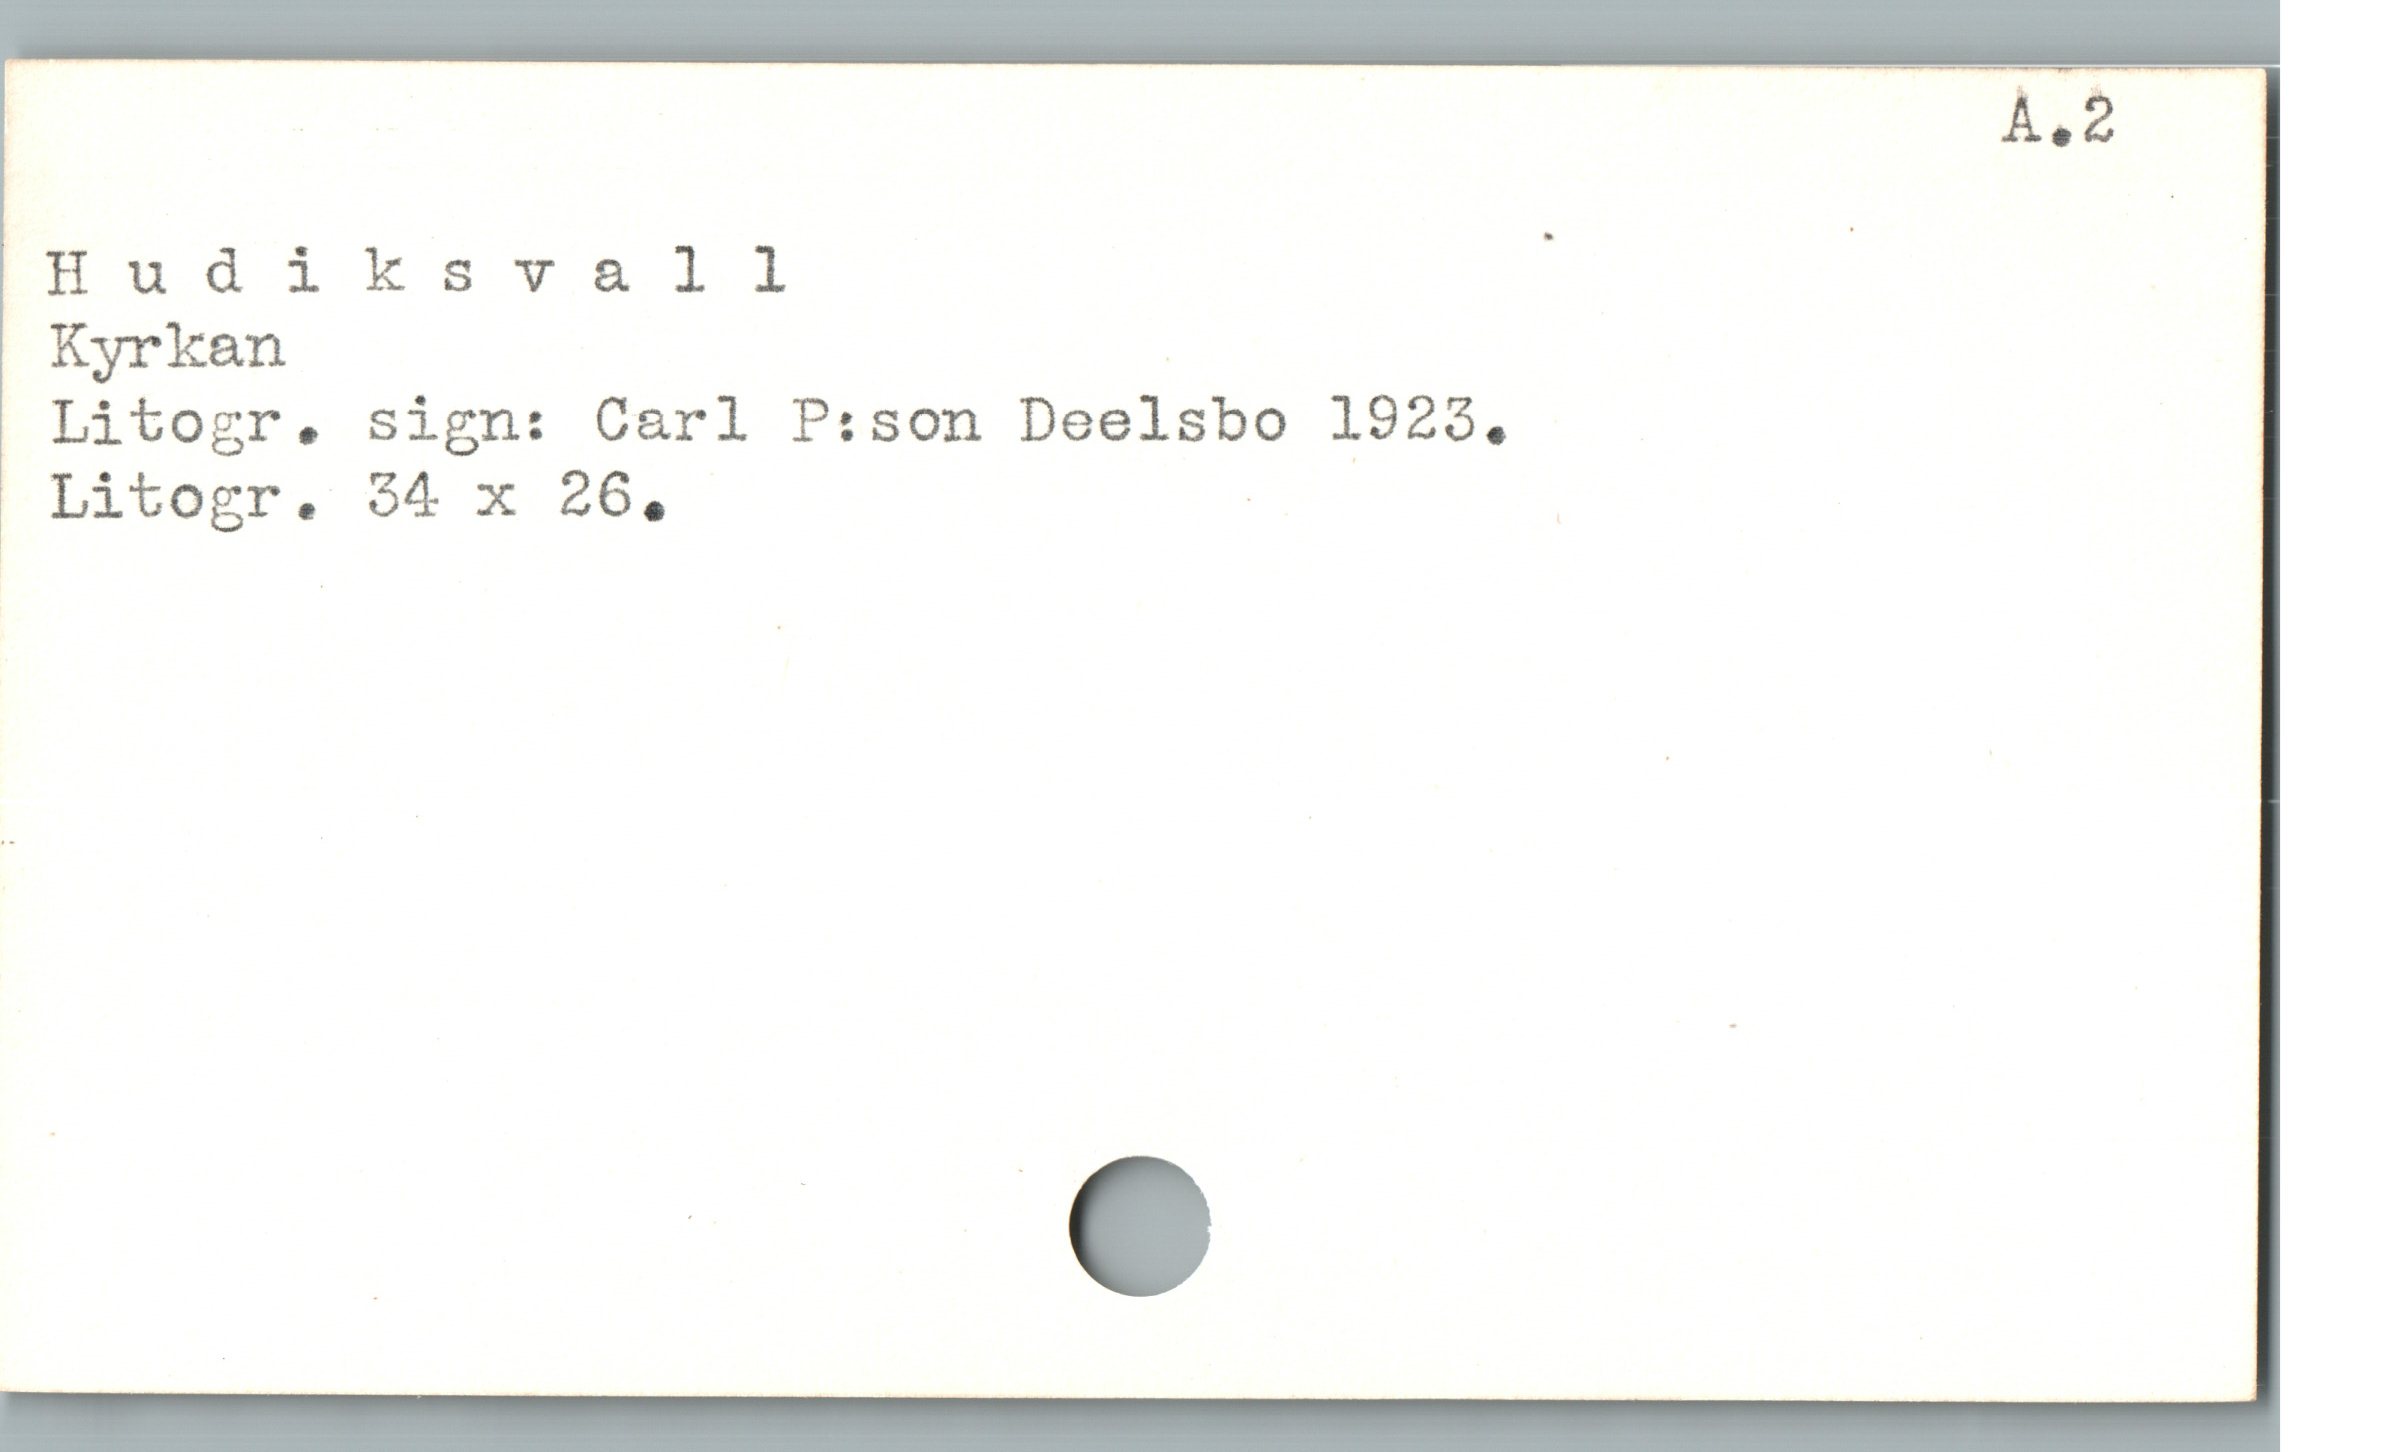 A.2
H u d i k s v a l l
Kyrkan
Litogr. sign: Carl P:son Deelsbo 1923.
Litogr. 34 x 26.